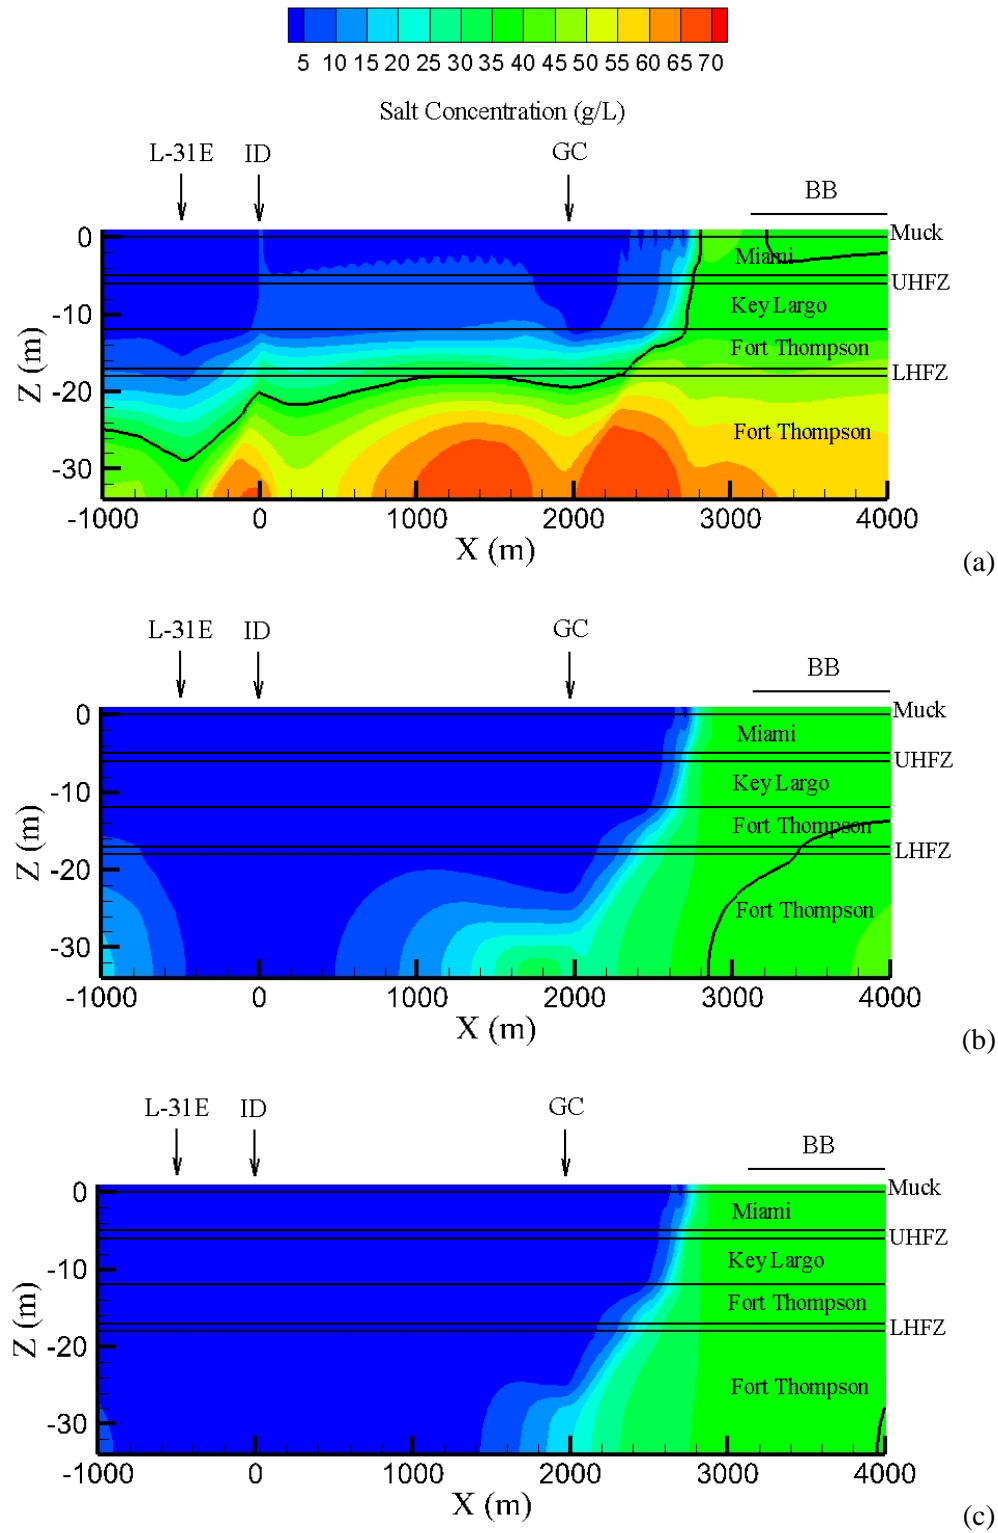 5 10 15 20 25 30 35 40 45 50 55 60 65 70
Salt Concentration (g/L)
L-31E ID GC BB
0 Muck
Miami
UHFZ
-10 Key Largo
Fort Thompson
LHFZ
-20
Fort Thompson
-30
Z (m)
-1000 0 1000 2000 3000 4000
X (m)
(a)
L-31E ID GC
BB
0 Muck
Miami
UHFZ
-10 Key Largo
Fort Thompson
LHFZ
-20
Fort Thompson
-30
Z (m)
-1000 0 1000 2000 3000 4000
X (m)
(b)
L-31E ID GC
BB
0 Muck
Miami
UHFZ
-10 Key Largo
Fort Thompson
LHFZ
-20
Fort Thompson
-30
Z (m)
-1000 0 1000 2000 3000 4000
X (m)
(c)